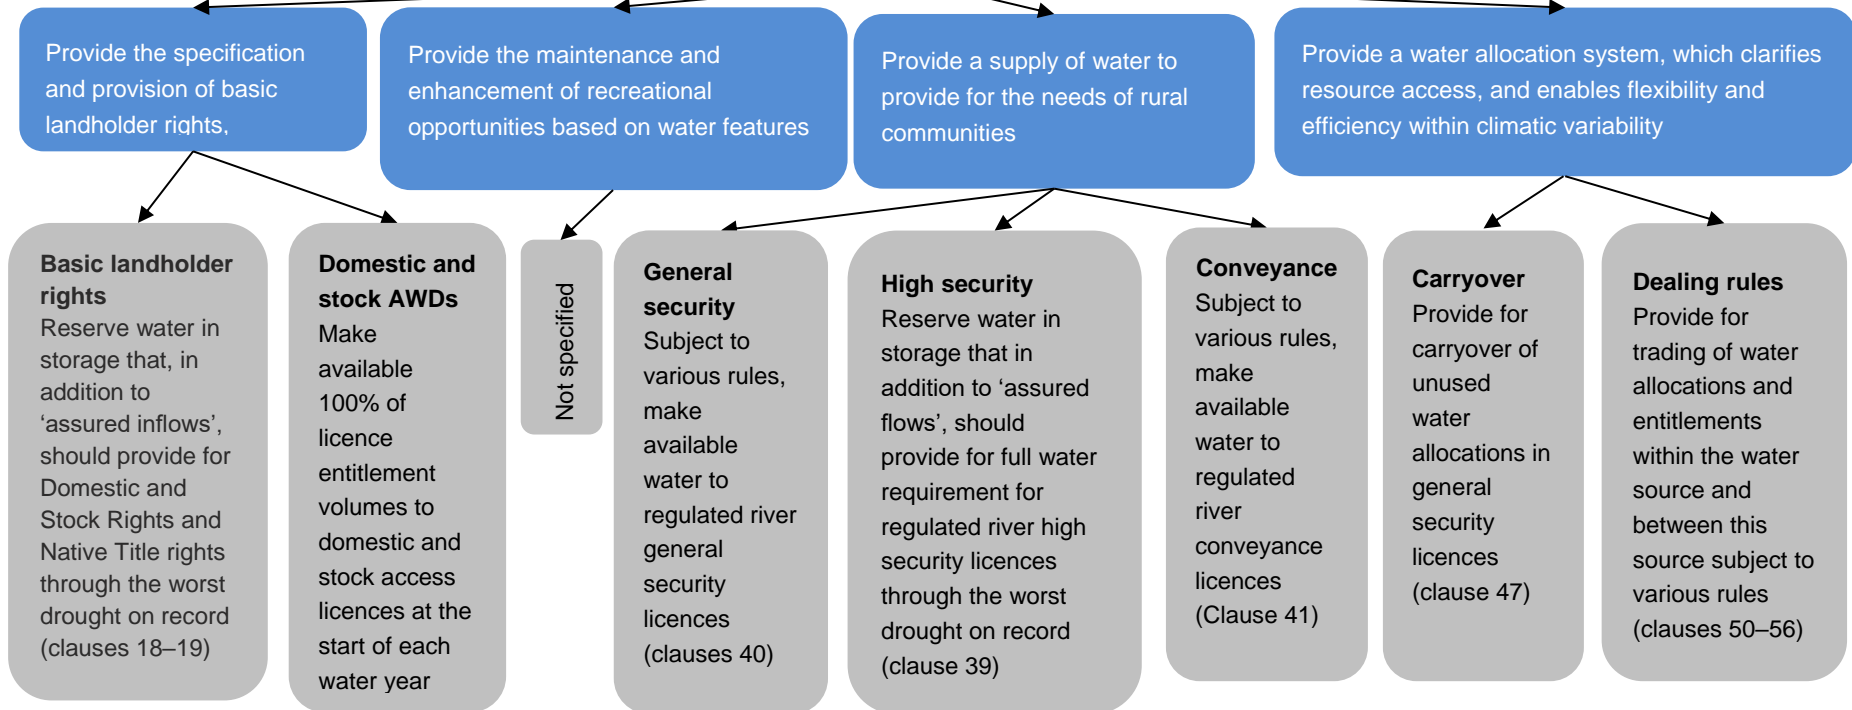 Provide the specification
and provision of basic
landholder rights,
Provide the maintenance and
enhancement of recreational
opportunities based on water features
Provide a supply of water to
provide for the needs of rural
communities
Provide a water allocation system, which clarifies
resource access, and enables flexibility and
efficiency within climatic variability
Basic landholder
rights
Reserve water in
storage that, in
addition to
‘assured inflows’,
should provide for
Domestic and
Stock Rights and
Native Title rights
through the worst
drought on record
(clauses 18–19)
Domestic and
stock AWDs
Make
available
100% of
licence
entitlement
volumes to
domestic and
stock access
licences at the
start of each
water year
Not specified
General
security
Subject to
various rules,
make
available
water to
regulated river
general
security
licences
(clauses 40)
High security
Reserve water in
storage that in
addition to ‘assured
flows’, should
provide for full water
requirement for
regulated river high
security licences
through the worst
drought on record
(clause 39)
Conveyance
Subject to
various rules,
make
available
water to
regulated
river
conveyance
licences
(Clause 41)
Carryover
Provide for
carryover of
unused
water
allocations in
general
security
licences
(clause 47)
Dealing rules
Provide for
trading of water
allocations and
entitlements
within the water
source and
between this
source subject to
various rules
(clauses 50–56)